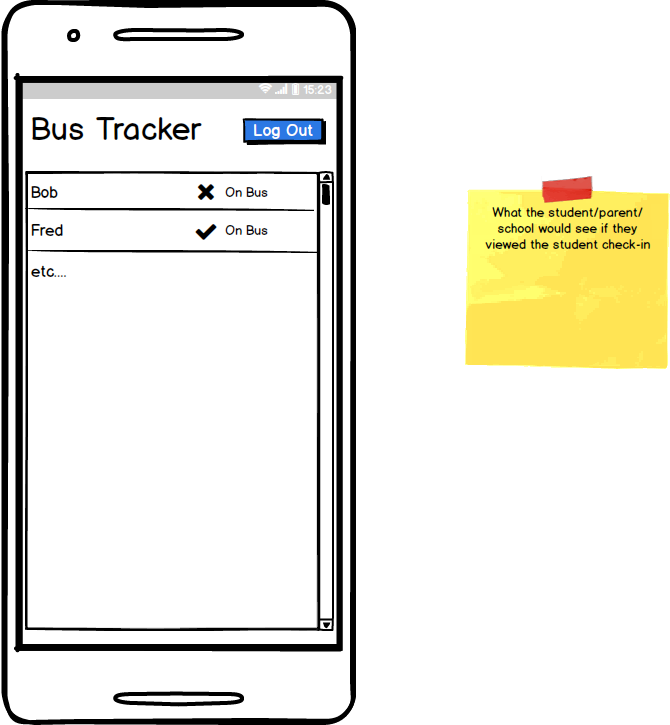 15:23
Bus Tracker
Log Out
Bob
On Bus
Fred
On Bus
etc....
What the student/parent/
school would see if they
viewed the student check-in